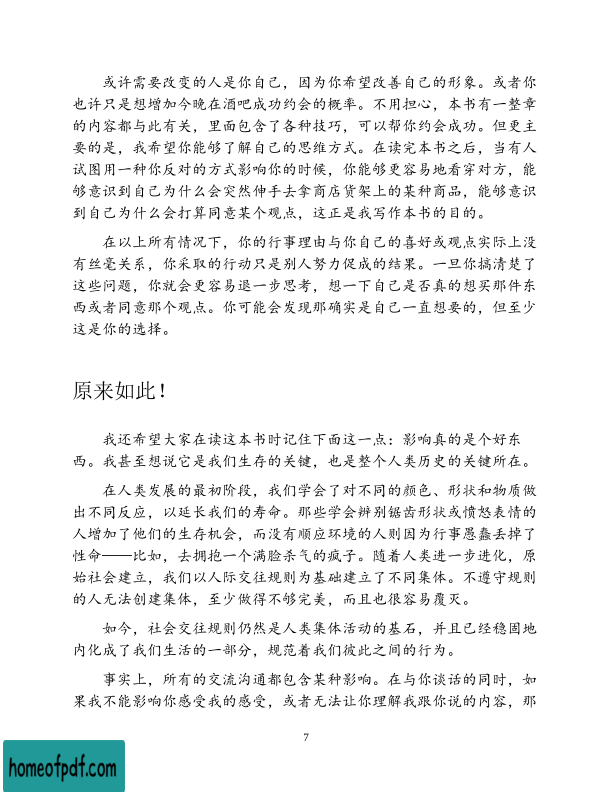 或许需要改变的人是你自己，因为你希望改善自己的形象。或者你
也许只是想增加今晚在酒吧成功约会的概率。不用担心，本书有一整章
的内容都与此有关，里面包含了各种技巧，可以帮你约会成功。但更主
要的是，我希望你能够了解自己的思维方式。在读完本书之后，当有人
试图用一种你反对的方式影响你的时候，你能够更容易地看穿对方，能
够意识到自己为什么会突然伸手去拿商店货架上的某种商品，能够意识
到自己为什么会打算同意某个观点，这正是我写作本书的目的。
在以上所有情况下，你的行事理由与你自己的喜好或观点实际上没
有丝毫关系，你采取的行动只是别人努力促成的结果。一旦你搞清楚了
这些问题，你就会更容易退一步思考，想一下自己是否真的想买那件东
西或者同意那个观点。你可能会发现那确实是自己一直想要的，但至少
这是你的选择。
原来如此！
我还希望大家在读这本书时记住下面这一点：影响真的是个好东
西。我甚至想说它是我们生存的关键，也是整个人类历史的关键所在。
在人类发展的最初阶段，我们学会了对不同的颜色、形状和物质做
出不同反应，以延长我们的寿命。那些学会辨别锯齿形状或愤怒表情的
人增加了他们的生存机会，而没有顺应环境的人则因为行事愚蠢丢掉了
性命——比如，去拥抱一个满脸杀气的疯子。随着人类进一步进化，原
始社会建立，我们以人际交往规则为基础建立了不同集体。不遵守规则
的人无法创建集体，至少做得不够完美，而且也很容易覆灭。
如今，社会交往规则仍然是人类集体活动的基石，并且已经稳固地
内化成了我们生活的一部分，规范着我们彼此之间的行为。
事实上，所有的交流沟通都包含某种影响。在与你谈话的同时，如
果我不能影响你感受我的感受，或者无法让你理解我跟你说的内容，那
7
homeofpdf.com